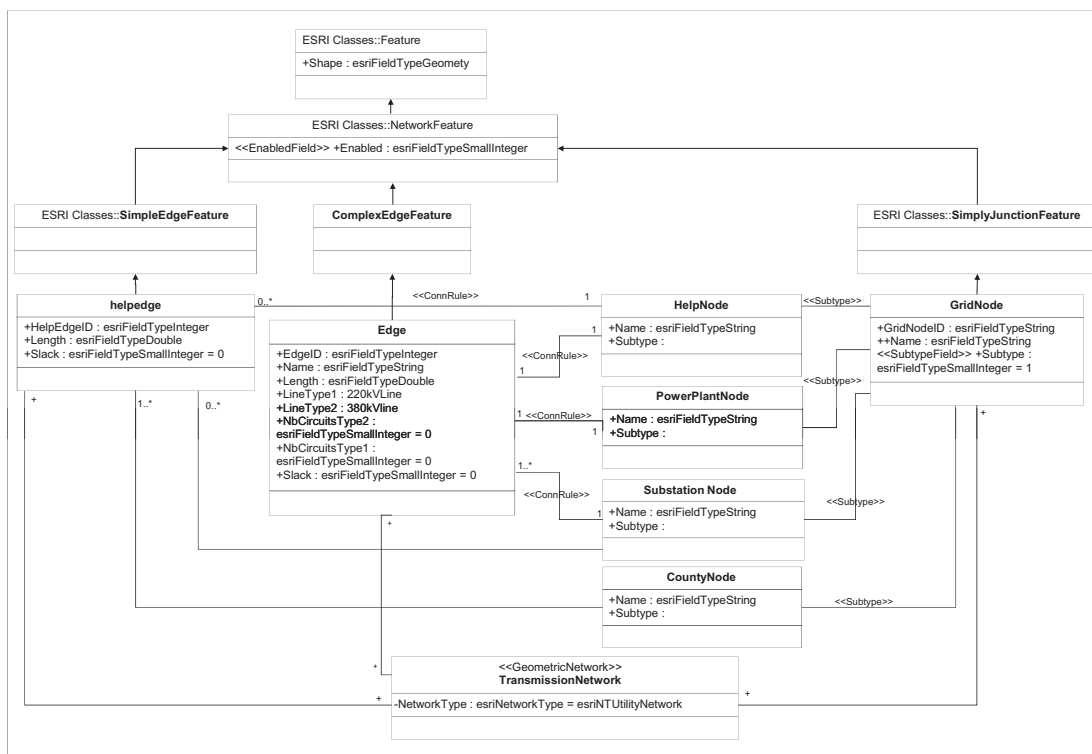 ESRI Classes::Feature
+Shape : esriFieldTypeGeomety
ESRI Classes::NetworkFeature
<<EnabledField>> +Enabled : esriFieldTypeSmallInteger
ESRI Classes::SimpleEdgeFeature
ComplexEdgeFeature
ESRI Classes::SimplyJunctionFeature
helpedge
+HelpEdgeID : esriFieldTypeInteger
+Length : esriFieldTypeDouble
+Slack : esriFieldTypeSmallInteger = 0
0..*
<<ConnRule>>
1
Edge
+EdgeID : esriFieldTypeInteger
+Name : esriFieldTypeString
+Length : esriFieldTypeDouble
+LineType1 : 220kVLine
+LineType2 : 380kVline
+NbCircuitsType2 :
esriFieldTypeSmallInteger = 0
+NbCircuitsType1 :
esriFieldTypeSmallInteger = 0
+Slack : esriFieldTypeSmallInteger = 0
1
<<ConnRule>>
1
1
<<ConnRule>>
1
1..*
<<ConnRule>>
1
HelpNode
+Name : esriFieldTypeString
+Subtype :
<<Subtype>>
GridNode
+GridNodeID : esriFieldTypeString
++Name : esriFieldTypeString
<<SubtypeField>> +Subtype :
esriFieldTypeSmallInteger = 1
<<Subtype>>
PowerPlantNode
+Name : esriFieldTypeString
+Subtype :
+
1..*
0..*
+
Substation Node
+Name : esriFieldTypeString
+Subtype :
<<Subtype>>
+
CountyNode
+Name : esriFieldTypeString
+Subtype :
<<Subtype>>
+
<<GeometricNetwork>>
TransmissionNetwork
-NetworkType : esriNetworkType = esriNTUtilityNetwork
+
+